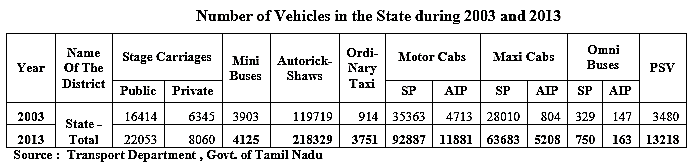 Number of Vehicles in the State during 2003 and 2013
Year Name Of The District Stage Carriages Mini Buses Autorick- Shaws Ordi- Nary Taxi Motor Cabs Maxi Cabs Omni Buses PSV
Public Private SP AIP SP AIP SP AIP
2003 State - Total 16414 6345 3903 119719 914 35363 4713 28010 804 329 147 3480
2013 22053 8060 4125 218329 3751 92887 11881 63683 5208 750 163 13218
Source : Transport Department , Govt. of Tamil Nadu